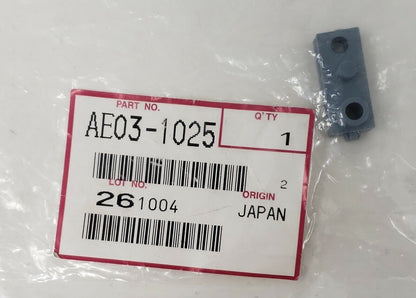 PART NO.
Q'TY
AE03-1025
1
LOT NO.
2
261004
ORIGIN
JAPAN